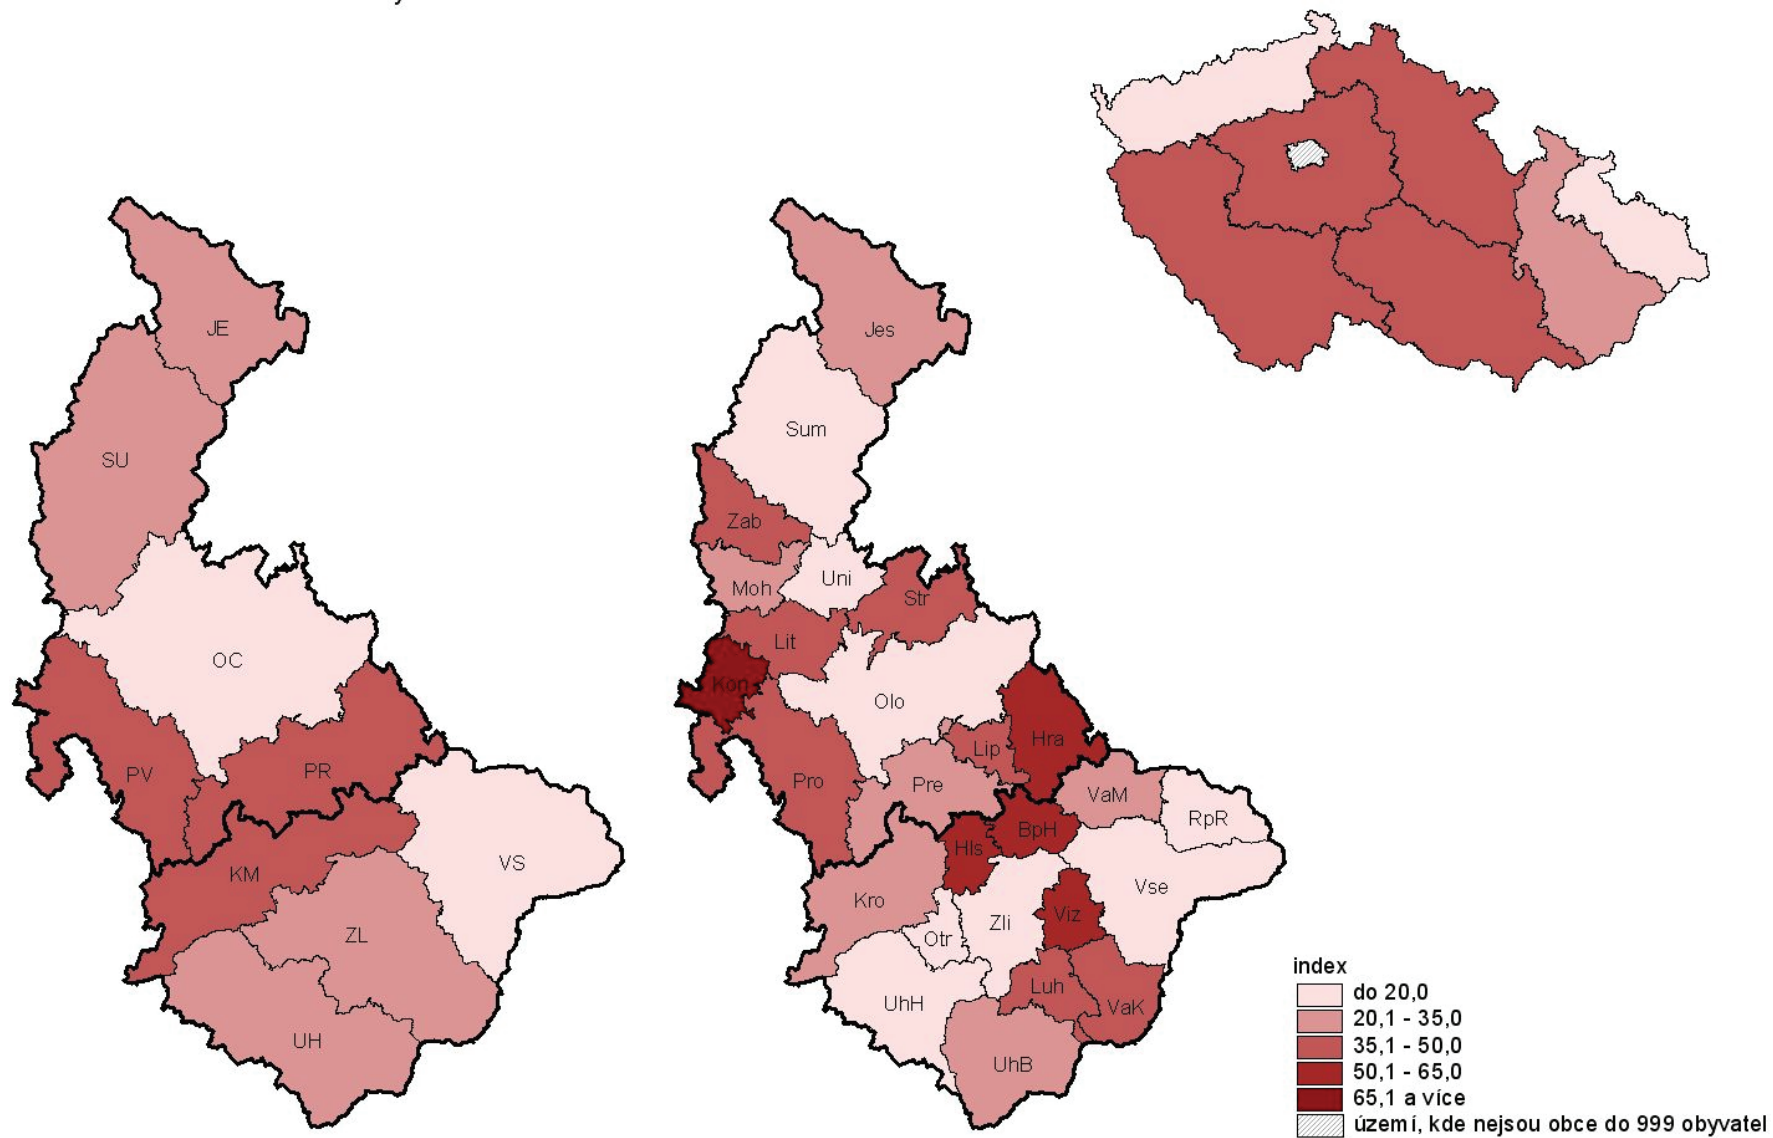 JE
SU
OC
PV
PR
KM
VS
ZL
UH
Jes
Sum
Zab
Moh
Uni
Str
Lit
Kon
Olo
Hra
Lip
Pro
Pre
VaM
RpR
BpH
Hls
Vse
Kro
Viz
Zli
Otr
Luh
UhH
VaK
UhB
index
do 20,0
20,1 - 35,0
35,1 - 50,0
50,1 - 65,0
65,1 a více
území, kde nejsou obce do 999 obyvatel